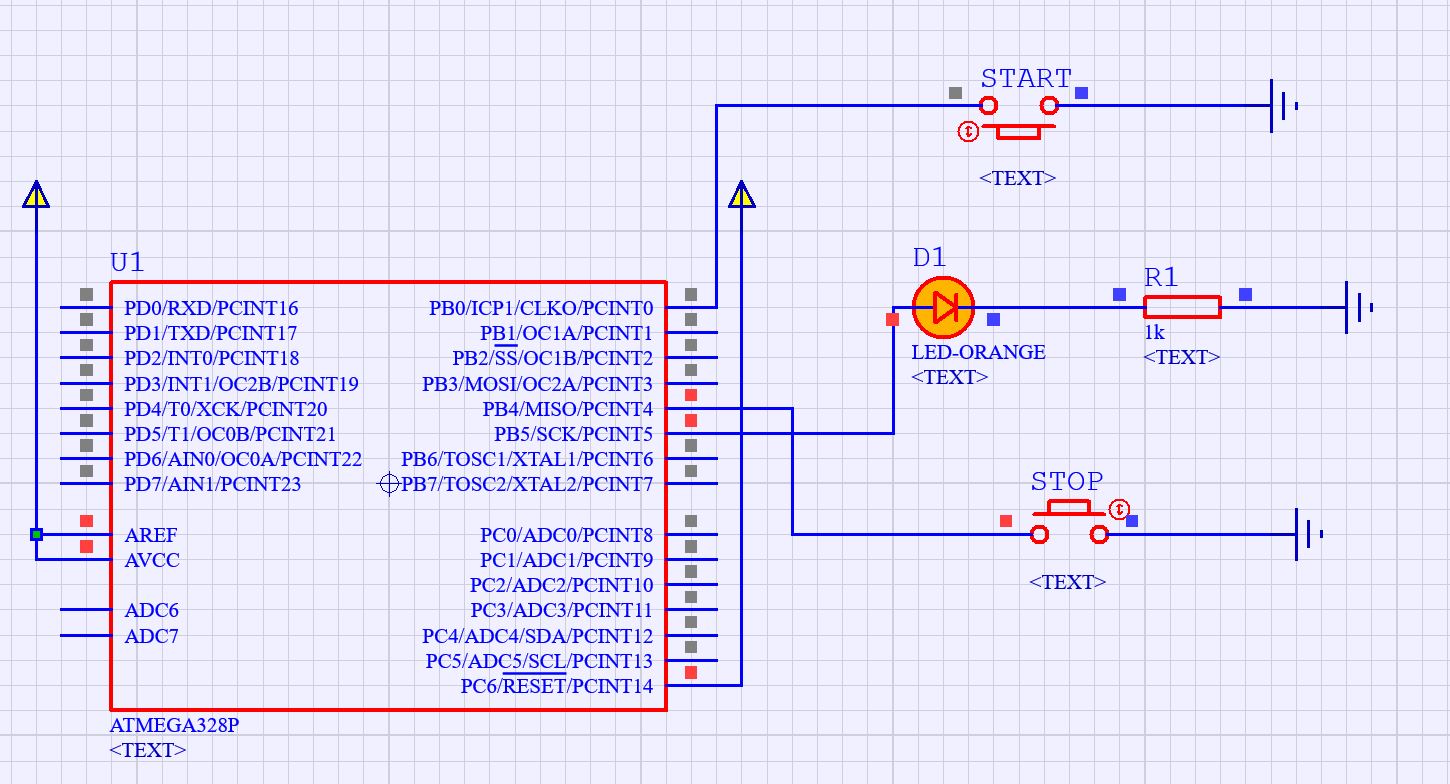 START
<TEXT>
U1
PD0/RXD/PCINT16
PD1/TXD/PCINT17
PD2/INT0/PCINT18
PD3/INT1/OC2B/PCINT19
PD4/T0/XCK/PCINT20
PD5/T1/OC0B/PCINT21
PD6/AIN0/OC0A/PCINT22
PD7/AIN1/PCINT23
AREF
AVCC
ADC6
ADC7
PB0/ICP1/CLKO/PCINT0
PB1/OC1A/PCINT1
PB2/SS/OC1B/PCINT2
PB3/MOSI/OC2A/PCINT3
PB4/MISO/PCINT4
PB5/SCK/PCINT5
PB6/TOSC1/XTAL1/PCINT6
PB7/TOSC2/XTAL2/PCINT7
PC0/ADC0/PCINT8
PC1/ADC1/PCINT9
PC2/ADC2/PCINT10
PC3/ADC3/PCINT11
PC4/ADC4/SDA/PCINT12
PC5/ADC5/SCL/PCINT13
PC6/RESET/PCINT14
ATMEGA328P
<TEXT>
D1
LED-ORANGE
<TEXT>
R1
1k
<TEXT>
STOP
<TEXT>